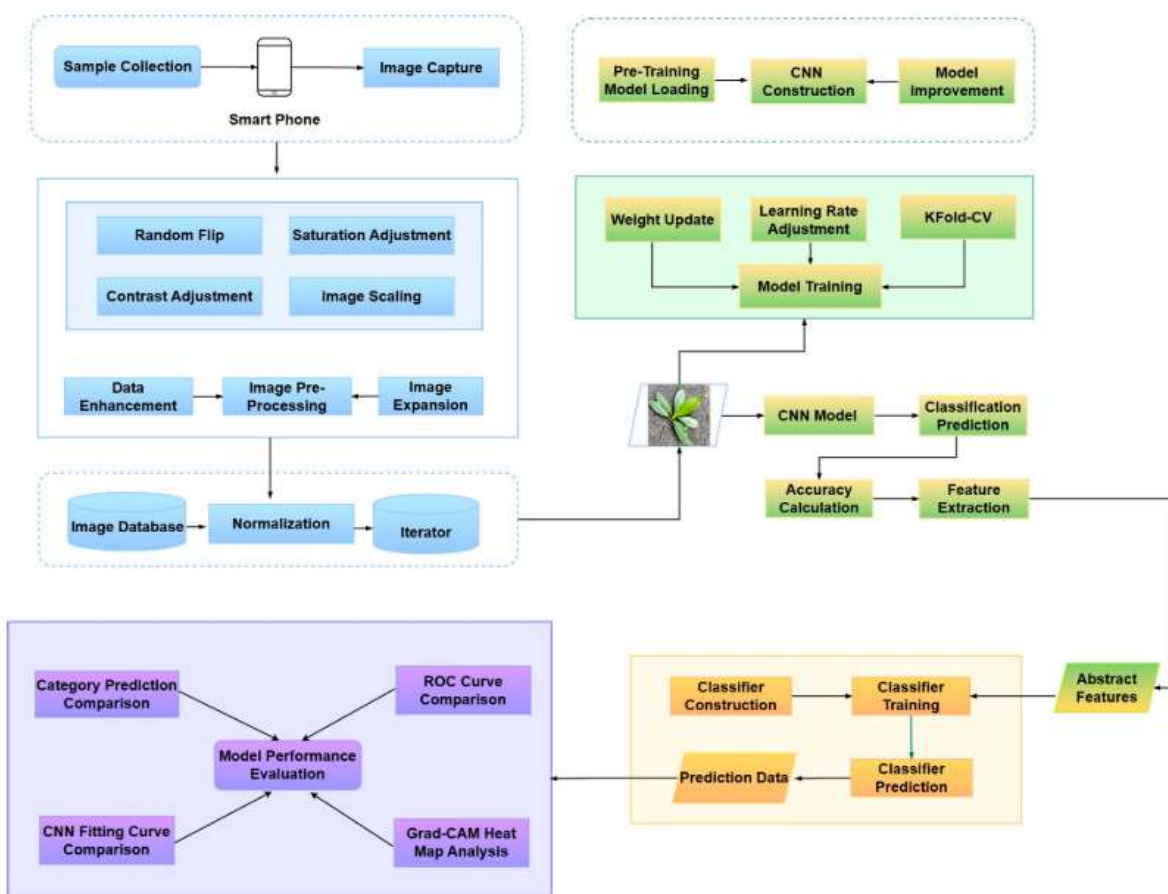 Sample Collection
Image Capture
Smart Phone
Pre-Training
Model Loading
CNN
Construction
Model
Improvement
Random Flip
Saturation Adjustment
Contrast Adjustment
Image Scaling
Data
Enhancement
Image Pre-
Processing
Image
Expansion
Weight Update
Learning Rate
Adjustment
KFold-CV
Model Training
CNN Model
Classification
Prediction
Accuracy
Calculation
Feature
Extraction
Image Database
Normalization
Iterator
Category Prediction
Comparison
ROC Curve
Comparison
Model Performance
Evaluation
CNN Fitting Curve
Comparison
Grad-CAM Heat
Map Analysis
Classifier
Construction
Classifier
Training
Abstract
Features
Prediction Data
Classifier
Prediction